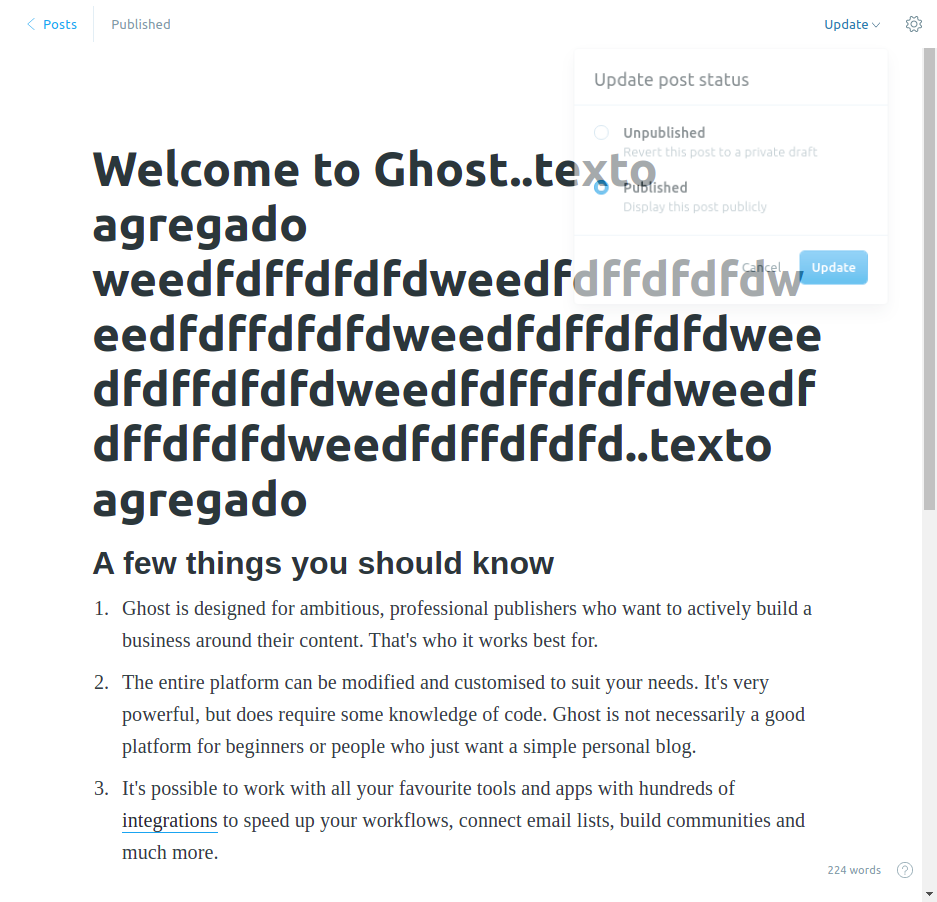 Posts
Published
Update
Update post status
Unpublished
Revert this post to a private draft
Published
Display this post publicly
Cancel
Update
Welcome to Ghost..texto
agregado
weedfdffdfdfdweedfdffdfdfdw
eedfdffdfdfdweedfdffdfdfdwee
dfdffdfdfdweedfdffdfdfdweedf
dffdfdfdweedfdffdfdfd..texto
agregado
A few things you should know
1. Ghost is designed for ambitious, professional publishers who want to actively build a
business around their content. That's who it works best for.
2. The entire platform can be modified and customised to suit your needs. It's very
powerful, but does require some knowledge of code. Ghost is not necessarily a good
platform for beginners or people who just want a simple personal blog.
3. It's possible to work with all your favourite tools and apps with hundreds of
integrations to speed up your workflows, connect email lists, build communities and
much more.
224 words
?